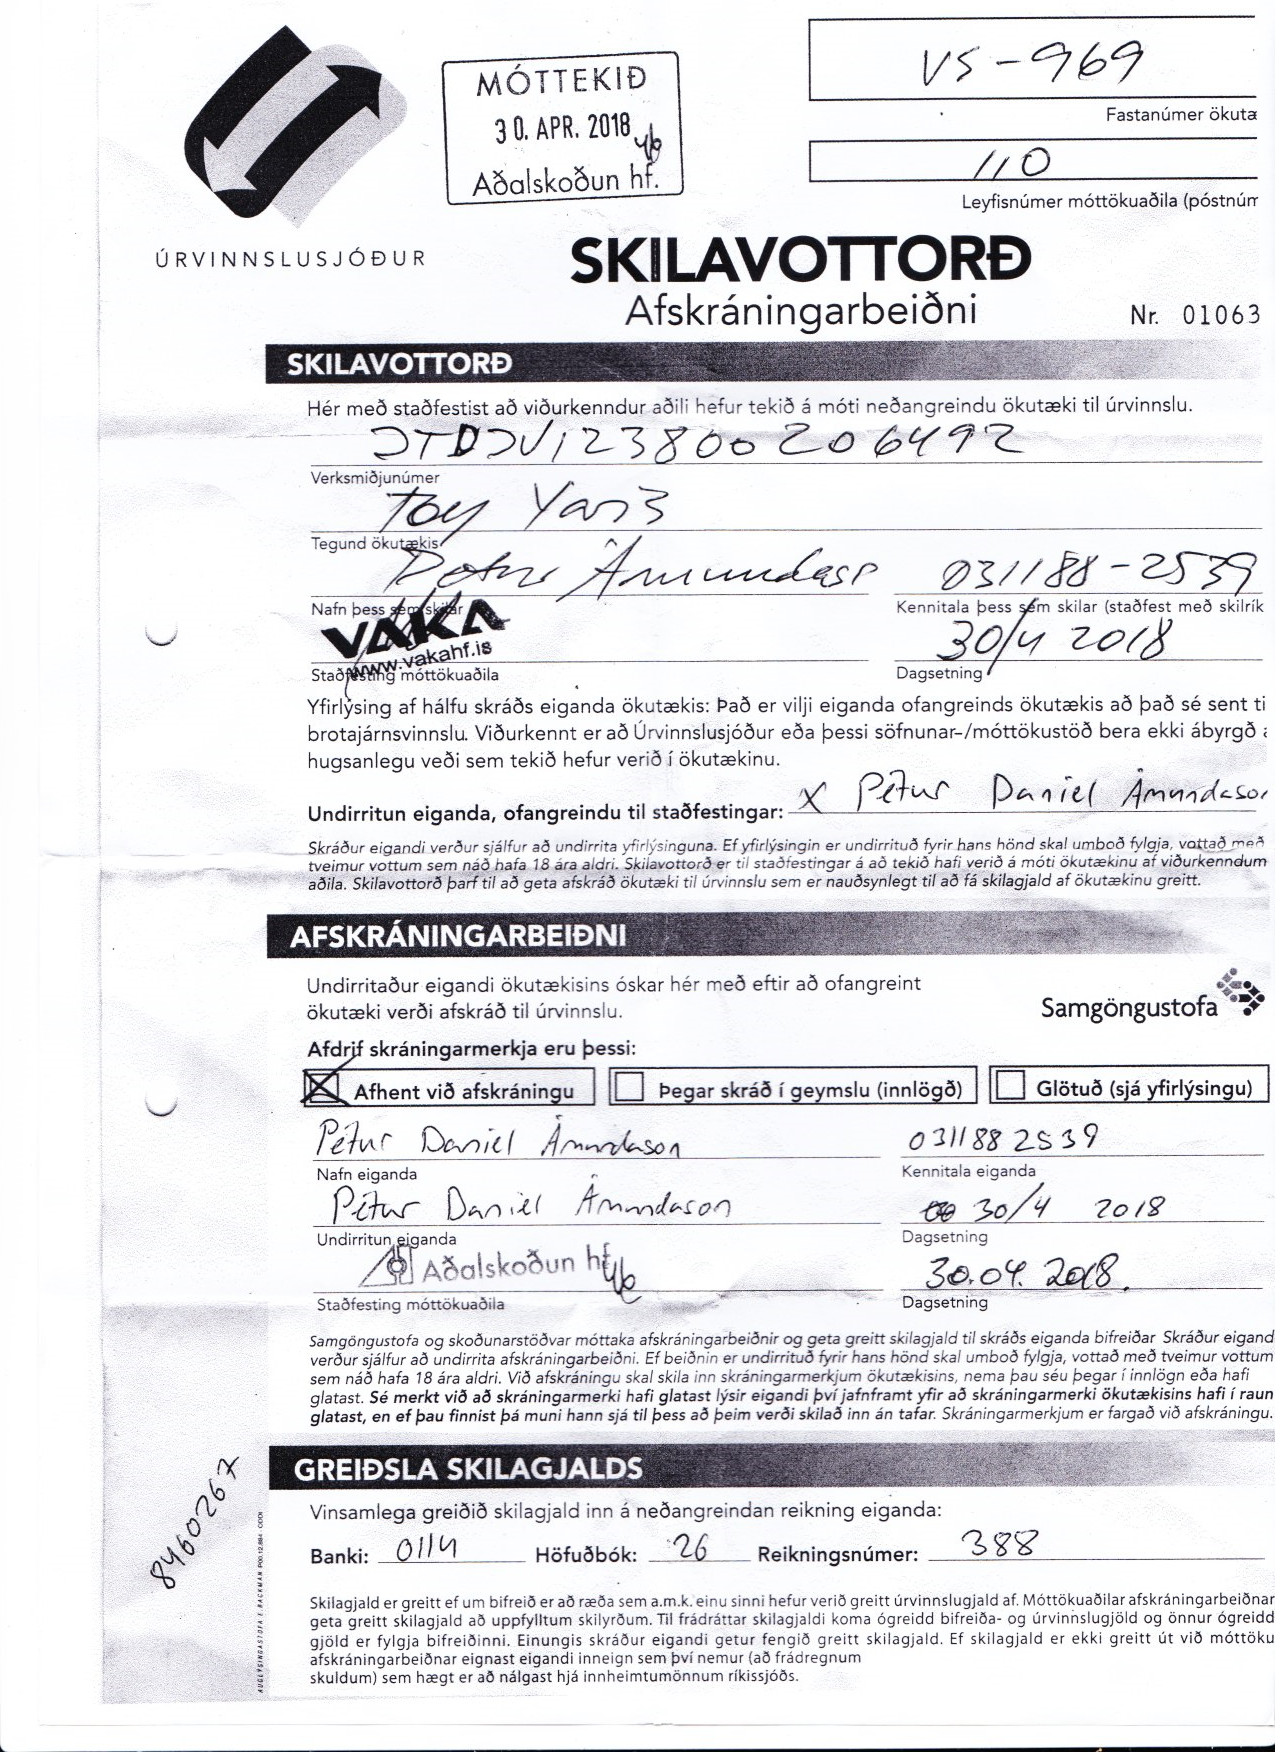 MÓTTEKIÐ
30. APR. 2018
Aðalskoðun hf.
VS-969
Fastanúmer ökutæ
110
Leyfisnúmer móttökuaðila (póstnúm
ÚRVINNSLUSJÓÐUR
SKILAVOTTORÐ
Afskráningarbeiðni
Nr. 01063
SKILAVOTTORÐ
Hér með staðfestist að viðurkenndur aðili hefur tekið á móti neðangreindu ökutæki til úrvinnslu.
JTDJV123800206492
Verksmiðjunúmer
Toy Yaris
Tegund ökutækis
Petur Ámundass 031188-2539
Nafn þess sem skilar Kennitala þess sem skilar (staðfest með skilrík
VAKA
www.vakahf.is
30/4 2018
Staðfesting móttökuaðila Dagsetning
Yfirlýsing af hálfu skráðs eiganda ökutækis: Það er vilji eiganda ofangreinds ökutækis að það sé sent ti
brotajárnsvinnslu. Viðurkennt er að Úrvinnslusjóður eða þessi söfnunar-/móttökustöð bera ekki ábyrgð á
hugsanlegu veði sem tekið hefur verið í ökutækinu.
Undirritun eiganda, ofangreindu til staðfestingar: X Pétur Daniel Ámundason
Skráður eigandi verður sjálfur að undirrita yfirlýsinguna. Ef yfirlýsingin er undirrituð fyrir hans hönd skal umboð fylgja, vottað með
tveimur vottum sem náð hafa 18 ára aldri. Skilavottorð er til staðfestingar á að tekið hafi verið á móti ökutækinu af viðurkenndum
aðila. Skilavottorð þarf til að geta afskráð ökutæki til úrvinnslu sem er nauðsynlegt til að fá skilagjald af ökutækinu greitt.
AFSKRÁNINGARBEIÐNI
Undirritaður eigandi ökutækisins óskar hér með eftir að ofangreint
ökutæki verði afskráð til úrvinnslu.
Samgöngustofa
Afdrif skráningarmerkja eru þessi:
Afhent við afskráningu Þegar skráð í geymslu (innlögð) Glötuð (sjá yfirlýsingu)
Pétur Daniel Ámundason 0311882539
Nafn eiganda Kennitala eiganda
Pétur Daniel Ámundason 30/4 2018
Undirritun eiganda Dagsetning
Aðalskoðun hf. 30.04. 2018.
Staðfesting móttökuaðila Dagsetning
Samgöngustofa og skoðunarstöðvar móttaka afskráningarbeiðnir og geta greitt skilagjald til skráðs eiganda bifreiðar Skráður eigand
verður sjálfur að undirrita afskráningarbeiðni. Ef beiðnin er undirrituð fyrir hans hönd skal umboð fylgja, vottað með tveimur vottum
sem náð hafa 18 ára aldri. Við afskráningu skal skila inn skráningarmerkjum ökutækisins, nema þau séu þegar í innlögn eða hafi
glatast. Sé merkt við að skráningarmerki hafi glatast lýsir eigandi því jafnframt yfir að skráningarmerki ökutækisins hafi í raun
glatast, en ef þau finnist þá muni hann sjá til þess að þeim verði skilað inn án tafar. Skráningarmerkjum er fargað við afskráningu.
GREIÐSLA SKILAGJALDS
Vinsamlega greiðið skilagjald inn á neðangreindan reikning eiganda:
Banki: 0114 Höfuðbók: 26 Reikningsnúmer: 388
Skilagjald er greitt ef um bifreið er að ræða sem a.m.k. einu sinni hefur verið greitt úrvinnslugjald af. Móttökuaðilar afskráningarbeiðnar
geta greitt skilagjald að uppfylltum skilyrðum. Til frádráttar skilagjaldi koma ógreidd bifreiða- og úrvinnslugjöld og önnur ógreidd
gjöld er fylgja bifreiðinni. Einungis skráður eigandi getur fengið greitt skilagjald. Ef skilagjald er ekki greitt út við móttöku
afskráningarbeiðnar eignast eigandi inneign sem því nemur (að frádregnum
skuldum) sem hægt er að nálgast hjá innheimtumönnum ríkissjóðs.
8460267